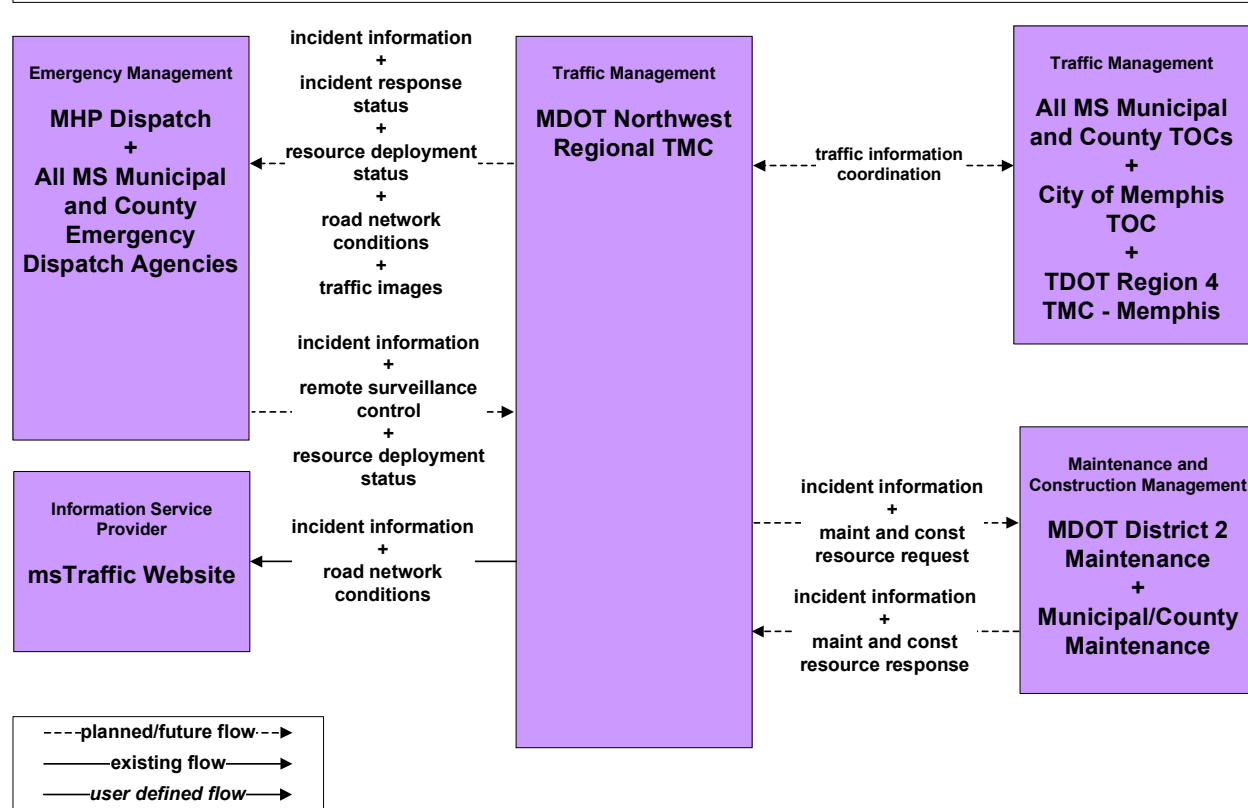 Emergency Management
MHP Dispatch
+
All MS Municipal
and County
Emergency
Dispatch Agencies
incident information
+
incident response
status
+
resource deployment
status
+
road network
conditions
+
traffic images
Traffic Management
MDOT Northwest
Regional TMC
traffic information
coordination
Traffic Management
All MS Municipal
and County TOCs
+
City of Memphis
TOC
+
TDOT Region 4
TMC - Memphis
incident information
+
remote surveillance
control
+
resource deployment
status
Information Service
Provider
msTraffic Website
incident information
+
road network
conditions
incident information
+
maint and const
resource request
incident information
+
maint and const
resource response
Maintenance and
Construction Management
MDOT District 2
Maintenance
+
Municipal/County
Maintenance
planned/future flow
existing flow
user defined flow